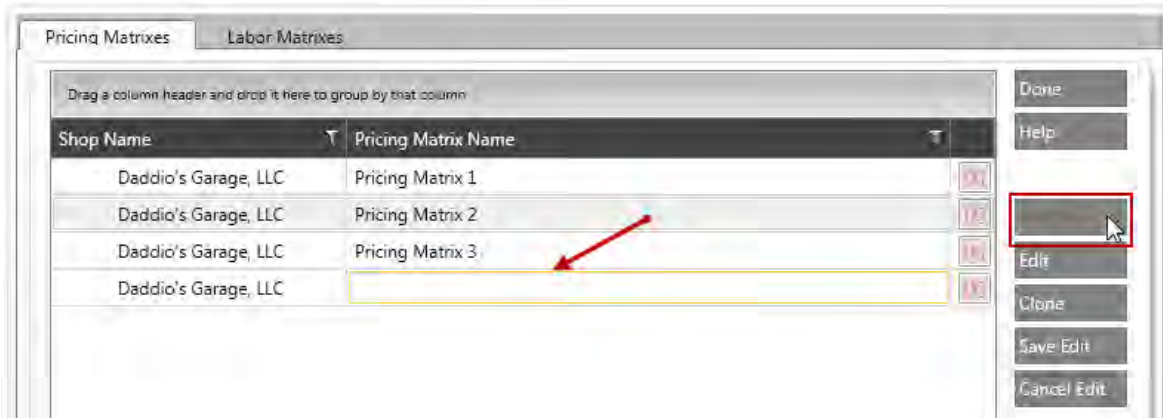 Pricing Matrixes Labor Matrixes
Drag a column header and drop it here to group by that column
Done
Help
Shop Name Pricing Matrix Name
Daddio's Garage, LLC Pricing Matrix 1
Daddio's Garage, LLC Pricing Matrix 2
Daddio's Garage, LLC Pricing Matrix 3
Daddio's Garage, LLC
Edit
Clone
Save Edit
Cancel Edit